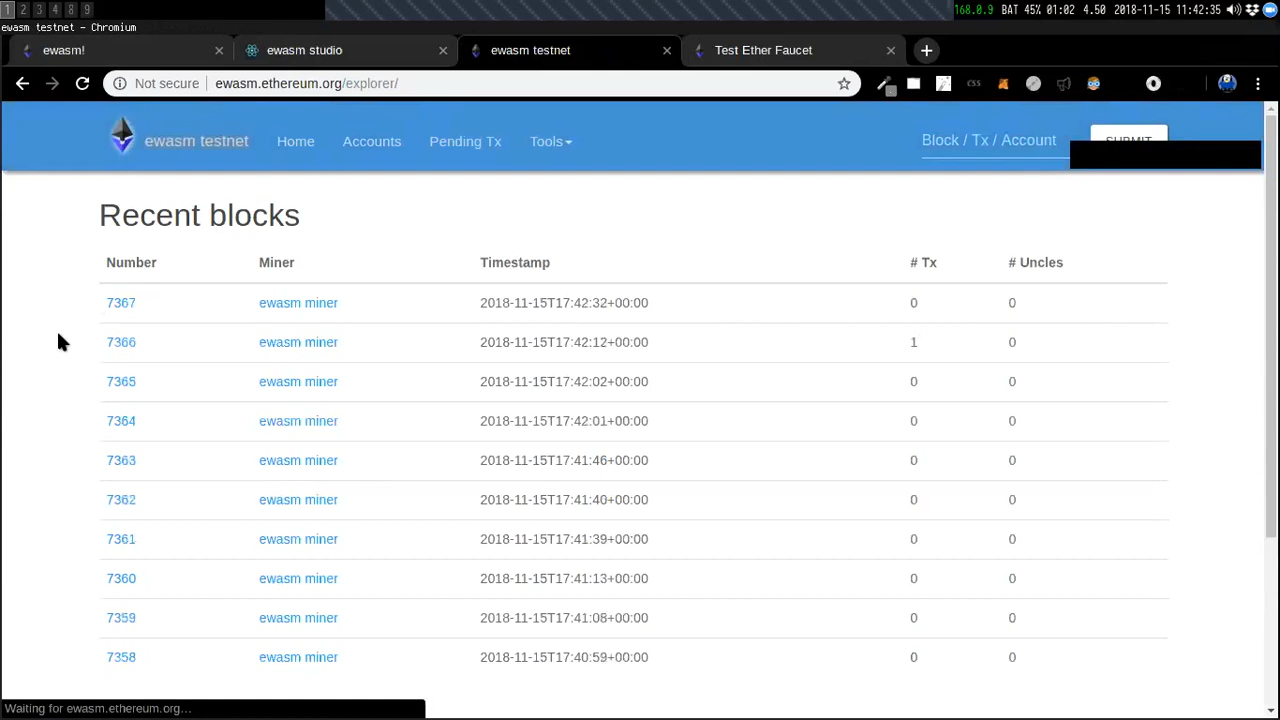 1 2 3 4 8 9 168.0.9 BAT 45% 01:02 4.50 2018-11-15 11:42:35
ewasm testnet - Chromium
ewasm! ewasm studio ewasm testnet Test Ether Faucet
Not secure ewasm.ethereum.org/explorer/ CSS
ewasm testnet Home Accounts Pending Tx Tools Block / Tx / Account SUBMIT
Recent blocks
Number Miner Timestamp # Tx # Uncles
7367 ewasm miner 2018-11-15T17:42:32+00:00 0 0
7366 ewasm miner 2018-11-15T17:42:12+00:00 1 0
7365 ewasm miner 2018-11-15T17:42:02+00:00 0 0
7364 ewasm miner 2018-11-15T17:42:01+00:00 0 0
7363 ewasm miner 2018-11-15T17:41:46+00:00 0 0
7362 ewasm miner 2018-11-15T17:41:40+00:00 0 0
7361 ewasm miner 2018-11-15T17:41:39+00:00 0 0
7360 ewasm miner 2018-11-15T17:41:13+00:00 0 0
7359 ewasm miner 2018-11-15T17:41:08+00:00 0 0
7358 ewasm miner 2018-11-15T17:40:59+00:00 0 0
Waiting for ewasm.ethereum.org...